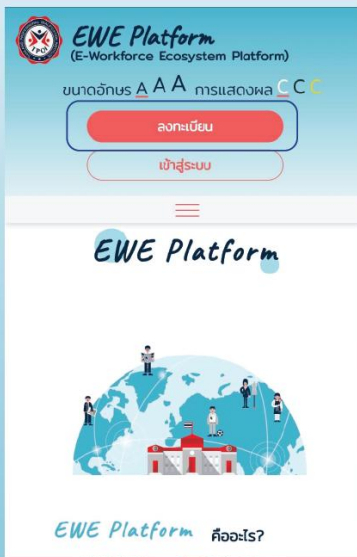 EWE Platform
(E-Workforce Ecosystem Platform)
ขนาดอักษร A A A การแสดงผล C C C
ลงทะเบียน
เข้าสู่ระบบ
EWE Platform
EWE Platform คืออะไร?